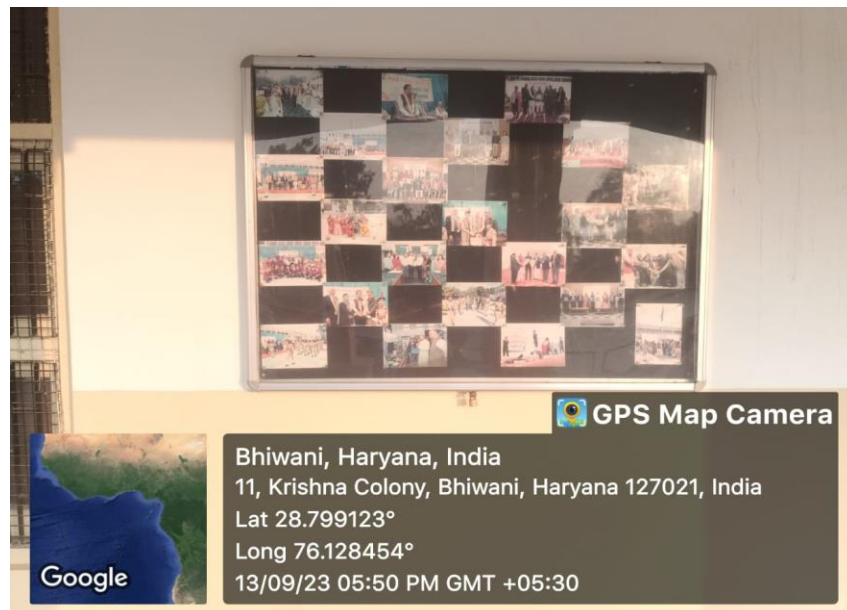 GPS Map Camera
Bhiwani, Haryana, India
11, Krishna Colony, Bhiwani, Haryana 127021, India
Lat 28.799123°
Long 76.128454°
13/09/23 05:50 PM GMT +05:30
Google